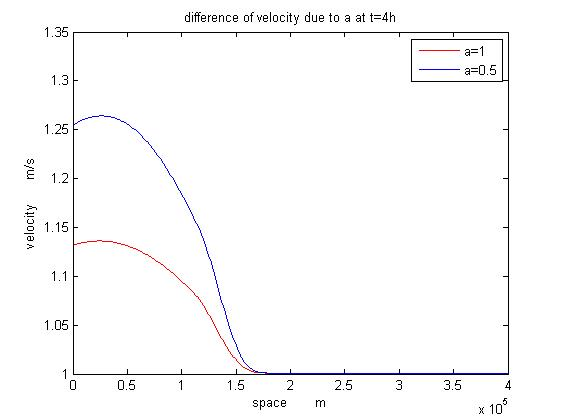 difference of velocity due to a at t=4h
1.35
1.3
1.25
1.2
1.15
1.1
1.05
1
velocity m/s
a=1
a=0.5
0 0.5 1 1.5 2 2.5 3 3.5 4
space m
x 10^5